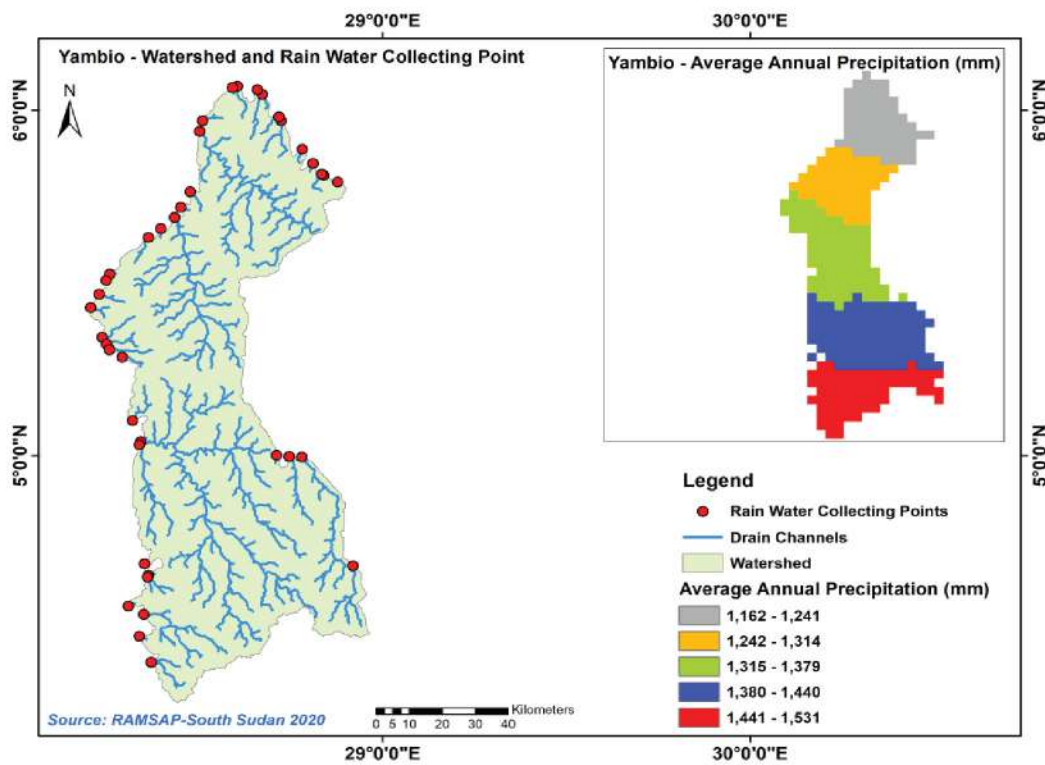 29°0'0"E 30°0'0"E
Yambio - Watershed and Rain Water Collecting Point
Yambio - Average Annual Precipitation (mm)
N
6°0'0"N 6°0'0"N
5°0'0"N 5°0'0"N
Legend
Rain Water Collecting Points
Drain Channels
Watershed
Average Annual Precipitation (mm)
1,162 - 1,241
1,242 - 1,314
1,315 - 1,379
1,380 - 1,440
1,441 - 1,531
Source: RAMSAP-South Sudan 2020
Kilometers
0 5 10 20 30 40
29°0'0"E 30°0'0"E